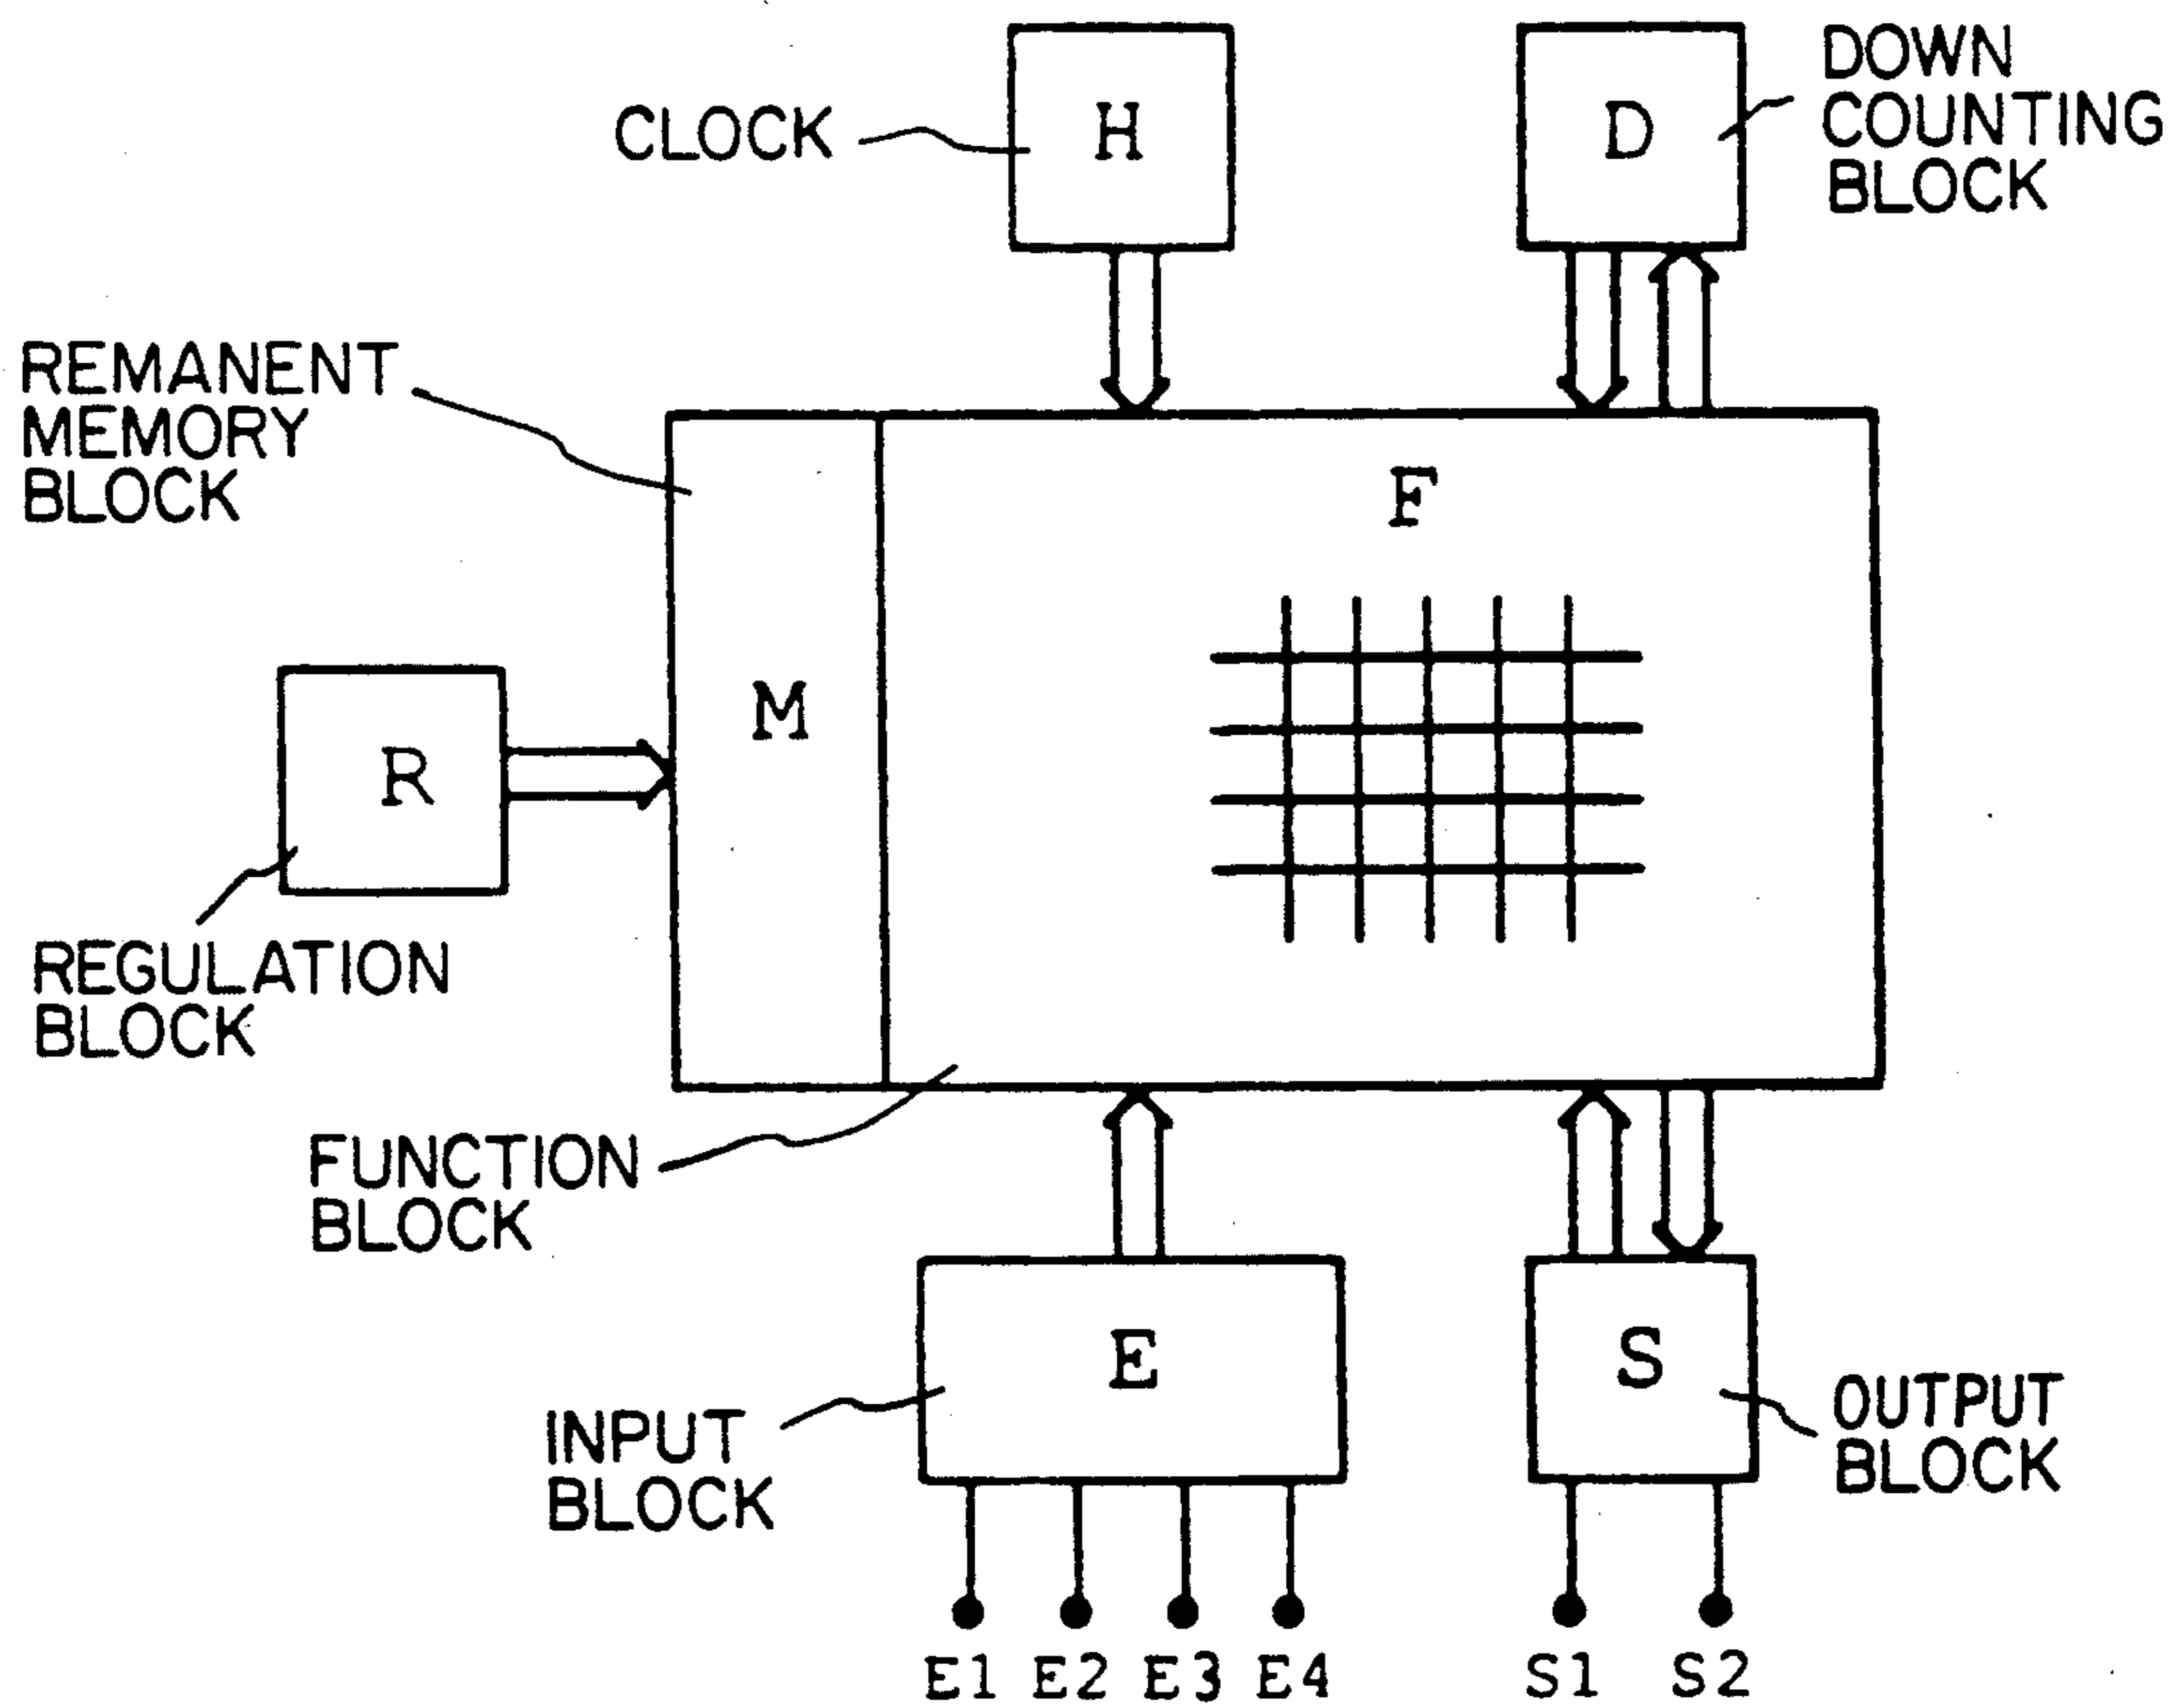 CLOCK
H
D
DOWN
COUNTING
BLOCK
REMANENT
MEMORY
BLOCK
F
M
R
REGULATION
BLOCK
FUNCTION
BLOCK
E
S
INPUT
BLOCK
OUTPUT
BLOCK
E1 E2 E3 E4 S1 S2